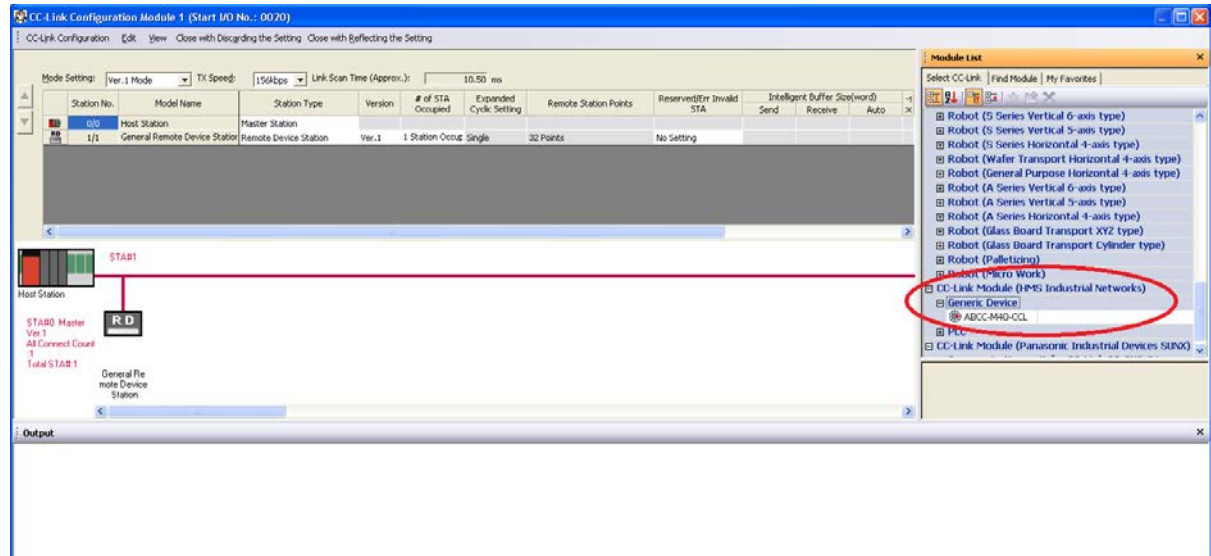 CC-Link Configuration Module 1 (Start I/O No.: 0020)
CC-Link Configuration Edit View Close with Discarding the Setting Close with Reflecting the Setting
Mode Setting: Ver.1 Mode TX Speed: 156kbps Link Scan Time (Approx.): 10.50 ms
Station No. Model Name Station Type Version # of STA Occupied Expanded Cyclic Setting Remote Station Points Reserved/Err Invalid STA Intelligent Buffer Size(word) Send Receive Auto
0/0 Host Station Master Station
1/1 General Remote Device Station Remote Device Station Ver.1 1 Station Occup Single 32 Points No Setting
STA#1
Host Station
STA#0 Master
Ver.1
All Connect Count
:1
Total STA# 1
R D
General Re
mote Device
Station
Module List
Select CC-Link Find Module My Favorites
Robot (S Series Vertical 6-axis type)
Robot (S Series Vertical 5-axis type)
Robot (S Series Horizontal 4-axis type)
Robot (Wafer Transport Horizontal 4-axis type)
Robot (General Purpose Horizontal 4-axis type)
Robot (A Series Vertical 6-axis type)
Robot (A Series Vertical 5-axis type)
Robot (A Series Horizontal 4-axis type)
Robot (Glass Board Transport XYZ type)
Robot (Glass Board Transport Cylinder type)
Robot (Palletizing)
Robot (Micro Work)
CC-Link Module (HMS Industrial Networks)
Generic Device
ABCC-M40-CCL
PLC
CC-Link Module (Panasonic Industrial Devices SUNX)
Output